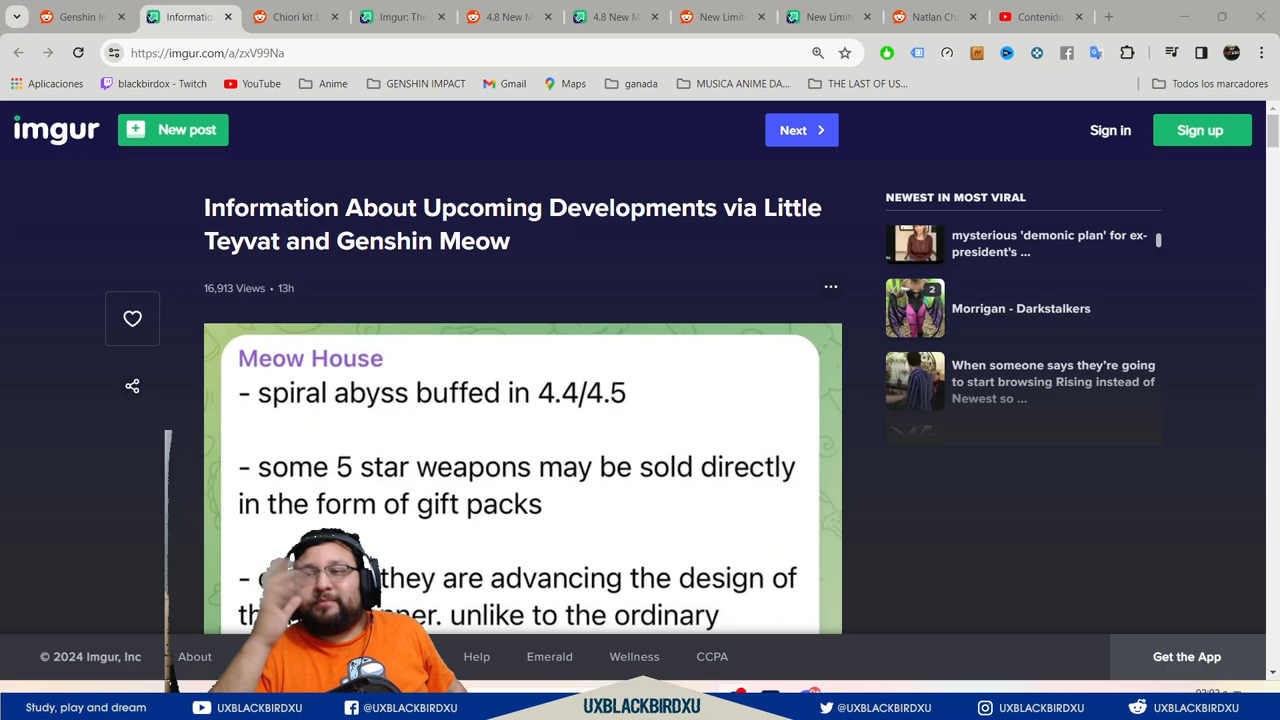 Genshin Im
Informatio
Chiori kit b
Imgur: The
4.8 New M
4.8 New M
New Limite
New Limite
Natlan Cha
Contenido
https://imgur.com/a/zxV99Na
Aplicaciones
blackbirdox - Twitch
YouTube
Anime
GENSHIN IMPACT
Gmail
Maps
ganada
MUSICA ANIME DA...
THE LAST OF US...
Todos los marcadores
imgur
New post
Next
Sign in
Sign up
Information About Upcoming Developments via Little
Teyvat and Genshin Meow
16,913 Views • 13h
Meow House
- spiral abyss buffed in 4.4/4.5
- some 5 star weapons may be sold directly
in the form of gift packs
they are advancing the design of
unlike to the ordinary
NEWEST IN MOST VIRAL
mysterious 'demonic plan' for ex-
president's ...
2
Morrigan - Darkstalkers
When someone says they're going
to start browsing Rising instead of
Newest so ...
© 2024 Imgur, Inc
About
Help
Emerald
Wellness
CCPA
Get the App
Study, play and dream
UXBLACKBIRDXU
@UXBLACKBIRDXU
UXBLACKBIRDXU
@UXBLACKBIRDXU
UXBLACKBIRDXU
UXBLACKBIRDXU